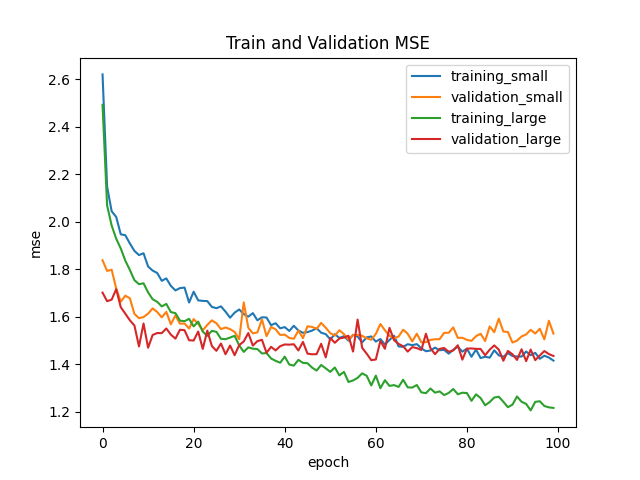 Train and Validation MSE
training_small
validation_small
training_large
validation_large
mse
2.6
2.4
2.2
2.0
1.8
1.6
1.4
1.2
0
20
40
60
80
100
epoch